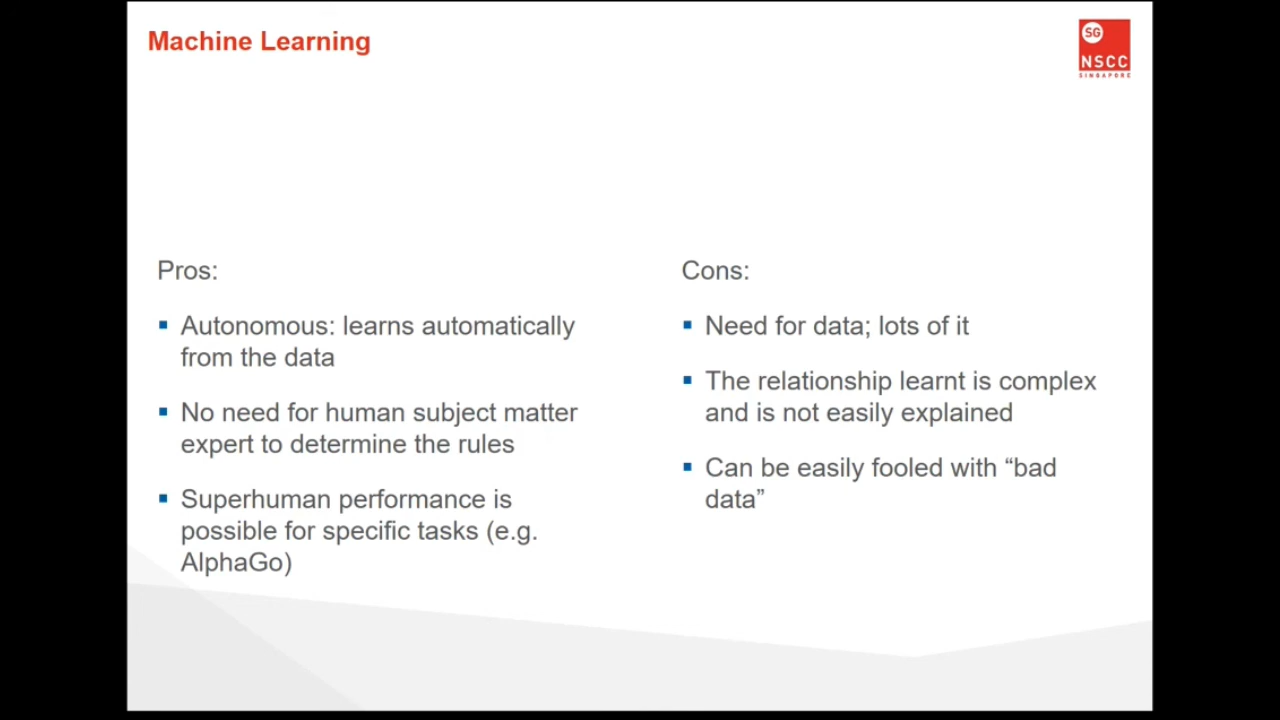 Machine Learning
SG
NSCC
SINGAPORE
Pros:
▪ Autonomous: learns automatically
from the data
▪ No need for human subject matter
expert to determine the rules
▪ Superhuman performance is
possible for specific tasks (e.g.
AlphaGo)
Cons:
▪ Need for data; lots of it
▪ The relationship learnt is complex
and is not easily explained
▪ Can be easily fooled with “bad
data”